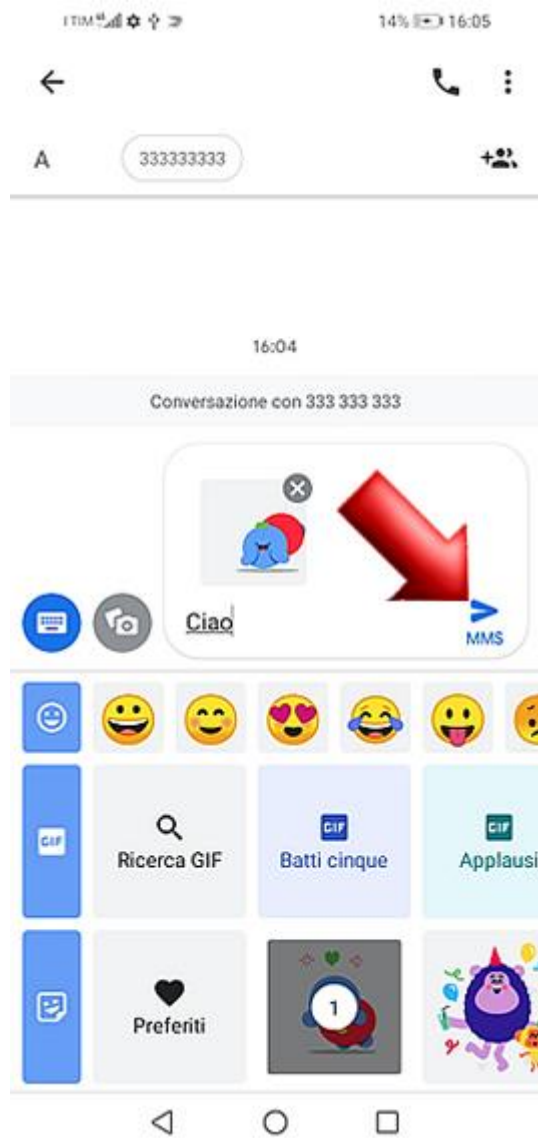 TIM 14% 16:05
A 333333333
16:04
Conversazione con 333 333 333
Ciao
MMS
GIF Ricerca GIF GIF Batti cinque GIF Applausi
Preferiti 1